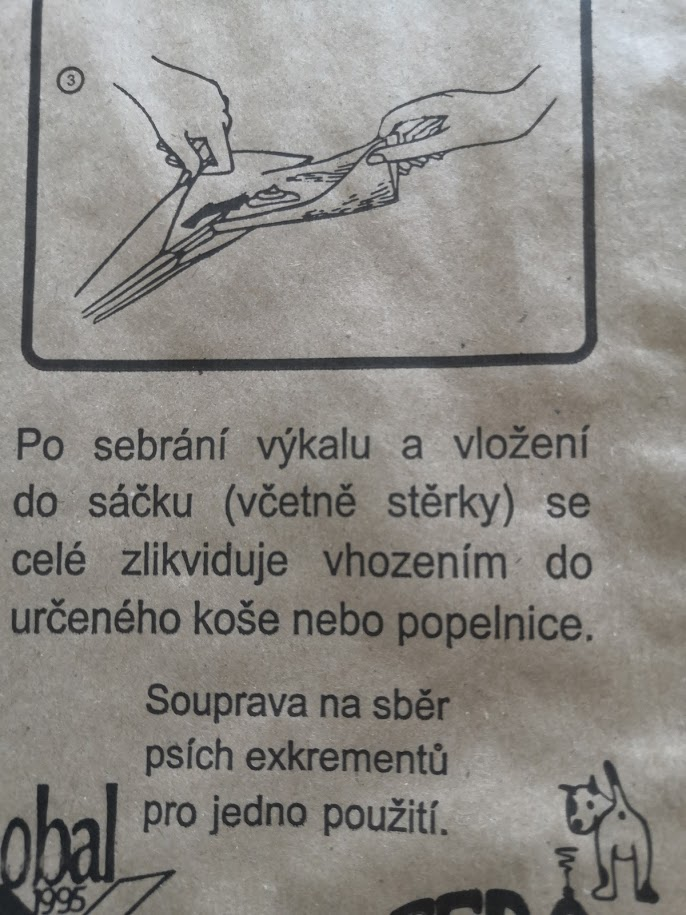 3
Po sebrání výkalu a vložení
do sáčku (včetně stěrky) se
celé zlikviduje vhozením do
určeného koše nebo popelnice.
Souprava na sběr
psích exkrementů
pro jedno použití.
obal
1995